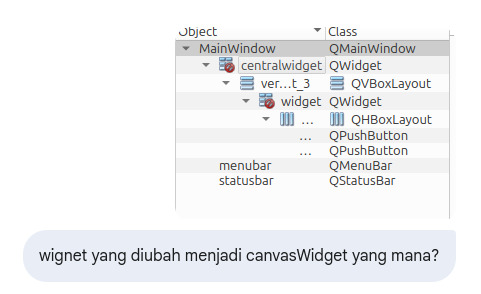 Object Class
MainWindow QMainWindow
centralwidget QWidget
ver...t_3 QVBoxLayout
widget QWidget
... QHBoxLayout
... QPushButton
... QPushButton
menubar QMenuBar
statusbar QStatusBar
wignet yang diubah menjadi canvasWidget yang mana?